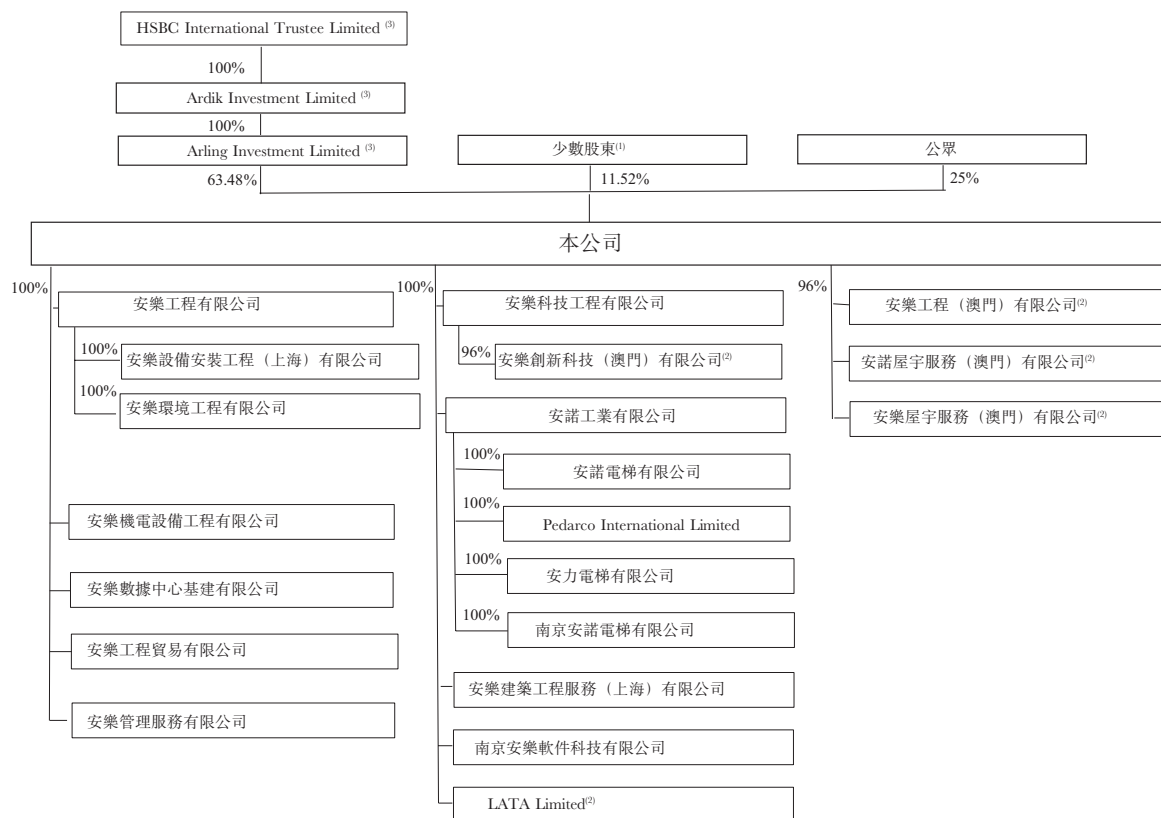 HSBC International Trustee Limited (3)
100%
Ardik Investment Limited (3)
100%
Arling Investment Limited (3)
少數股東(1)
公眾
63.48%
11.52%
25%
本公司
100%
100%
96%
安樂工程有限公司
安樂科技工程有限公司
安樂工程（澳門）有限公司(2)
100%
安樂設備安裝工程（上海）有限公司
96%
安樂創新科技（澳門）有限公司(2)
安諾屋宇服務（澳門）有限公司(2)
100%
安樂環境工程有限公司
安諾工業有限公司
安樂屋宇服務（澳門）有限公司(2)
100%
安諾電梯有限公司
100%
安樂機電設備工程有限公司
Pedarco International Limited
100%
安力電梯有限公司
安樂數據中心基建有限公司
100%
南京安諾電梯有限公司
安樂工程貿易有限公司
安樂建築工程服務（上海）有限公司
安樂管理服務有限公司
南京安樂軟件科技有限公司
LATA Limited(2)